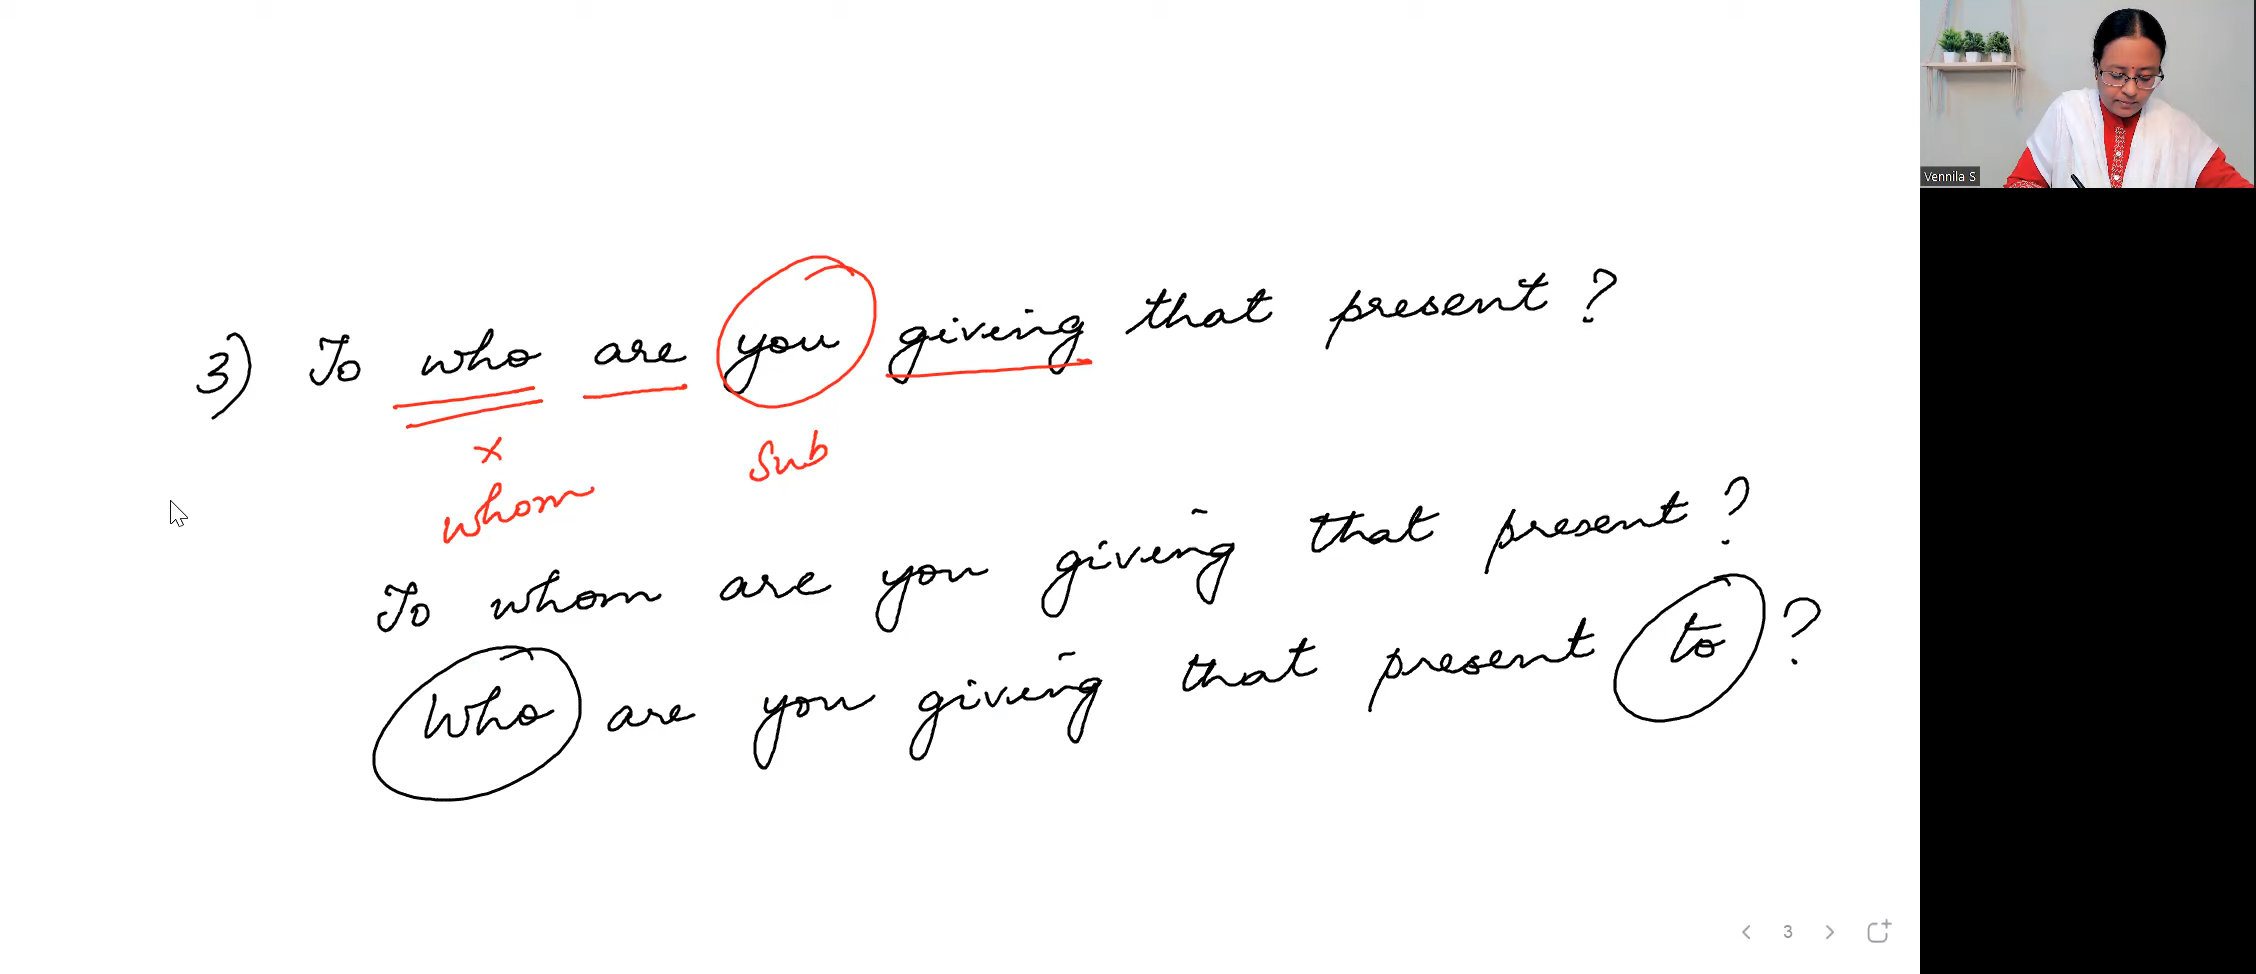 Vennila S
3) To who are you giving that present ?
x
Sub
whom
To whom are you giving that present ?
Who are you giving that present to ?
3